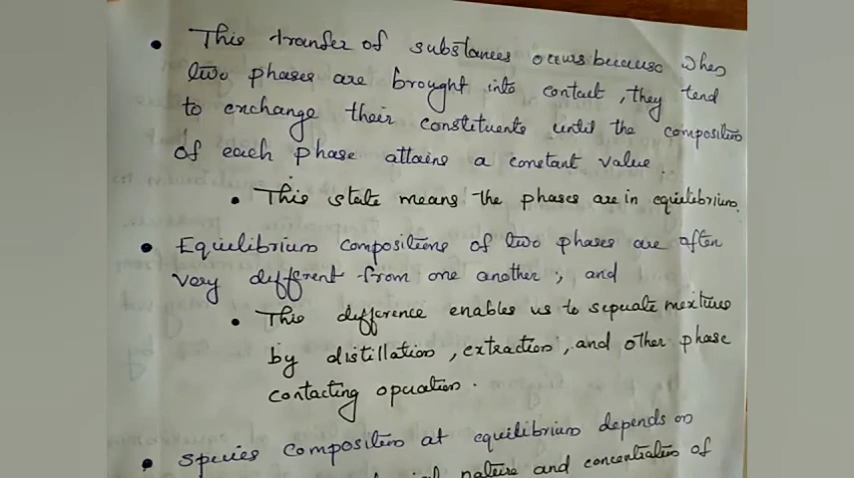 • This transfer of substances occurs because when
two phases are brought into contact, they tend
to exchange their constituents until the composition
of each phase attains a constant value.
• This state means the phases are in equilibrium.
• Equilibrium compositions of two phases are often
very different from one another; and
• This difference enables us to separate mixtures
by distillation, extraction, and other phase
contacting operation.
• Species composition at equilibrium depends on
nature and concentration of